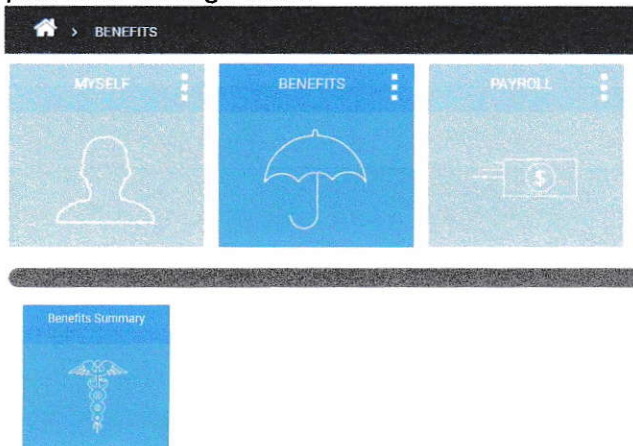 > BENEFITS
MYSELF
BENEFITS
PAYROLL
$
Benefits Summary